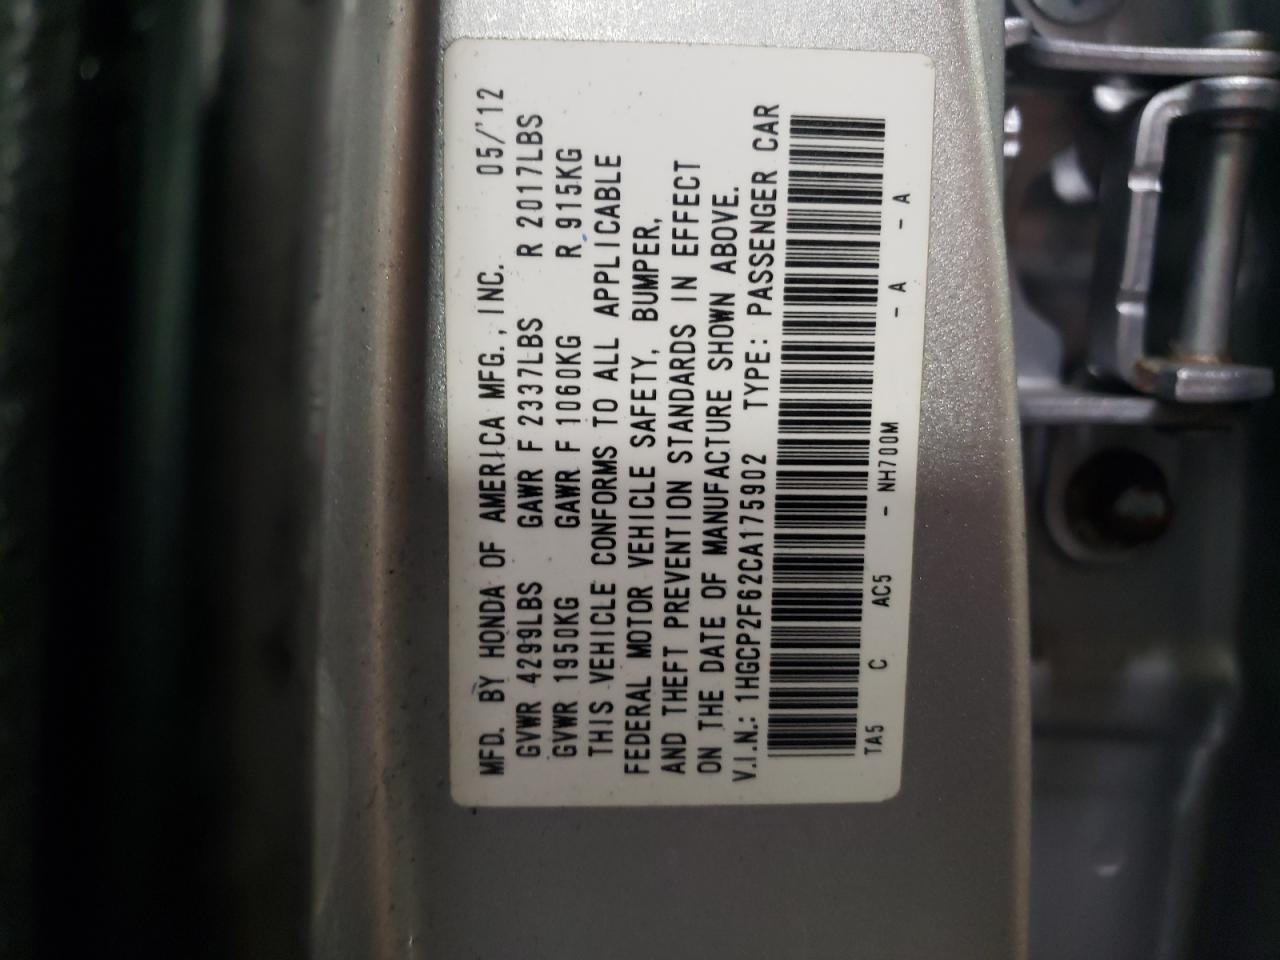 MFD. BY HONDA OF AMERICA MFG., INC. 05/'12
GVWR 4299LBS GAWR F 2337LBS R 2017LBS
GVWR 1950KG GAWR F 1060KG R 915KG
THIS VEHICLE CONFORMS TO ALL APPLICABLE
FEDERAL MOTOR VEHICLE SAFETY, BUMPER,
AND THEFT PREVENTION STANDARDS IN EFFECT
ON THE DATE OF MANUFACTURE SHOWN ABOVE.
V.I.N.: 1HGCP2F62CA175902 TYPE: PASSENGER CAR
TA5 C AC5 - NH700M - A - A